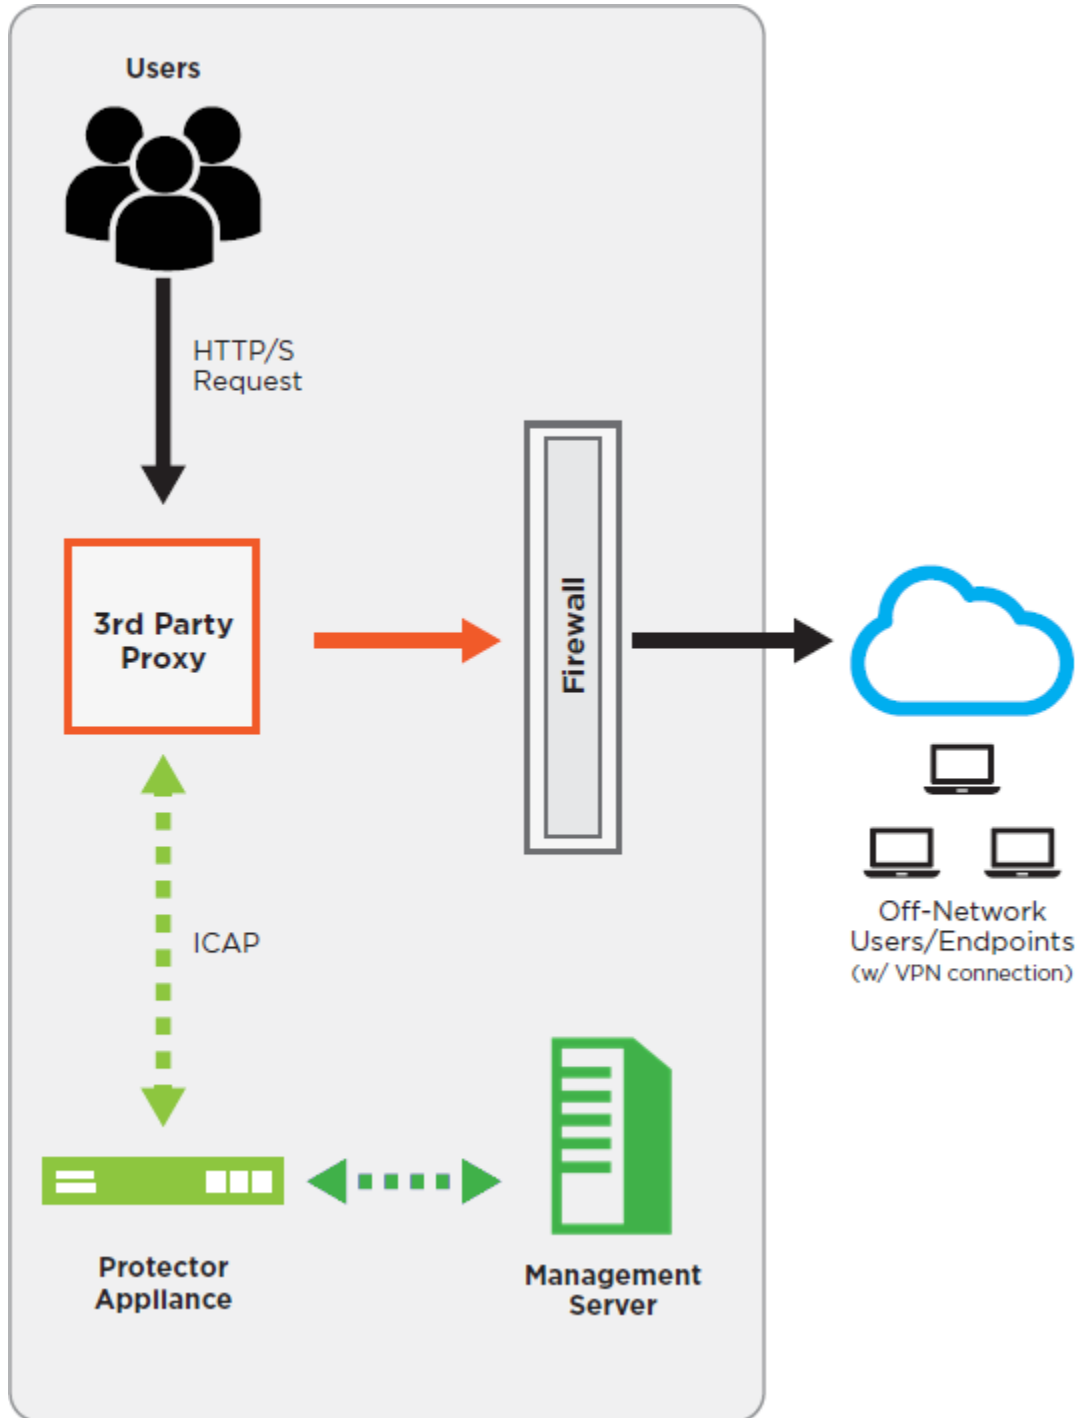 Users
HTTP/S
Request
3rd Party
Proxy
Firewall
ICAP
Off-Network
Users/Endpoints
(w/ VPN connection)
Protector
Appliance
Management
Server